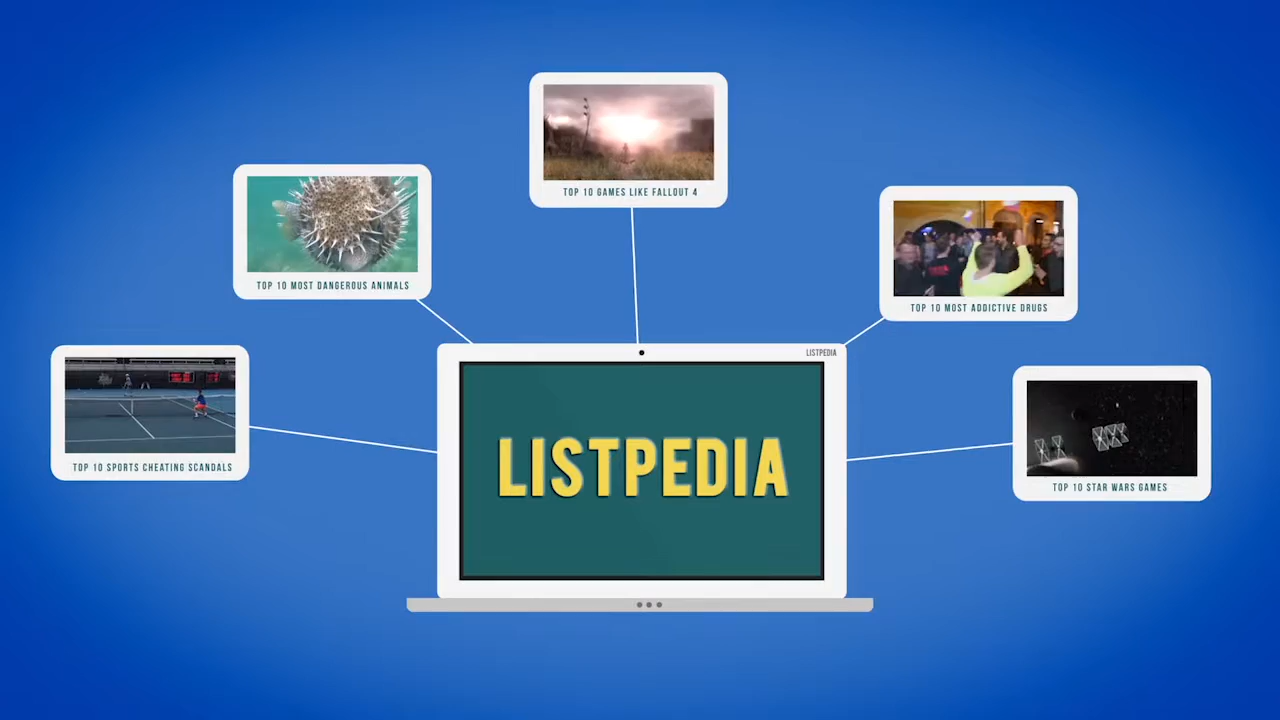 TOP 10 GAMES LIKE FALLOUT 4
TOP 10 MOST DANGEROUS ANIMALS
TOP 10 MOST ADDICTIVE DRUGS
LISTPEDIA
TOP 10 SPORTS CHEATING SCANDALS
LISTPEDIA
TOP 10 STAR WARS GAMES